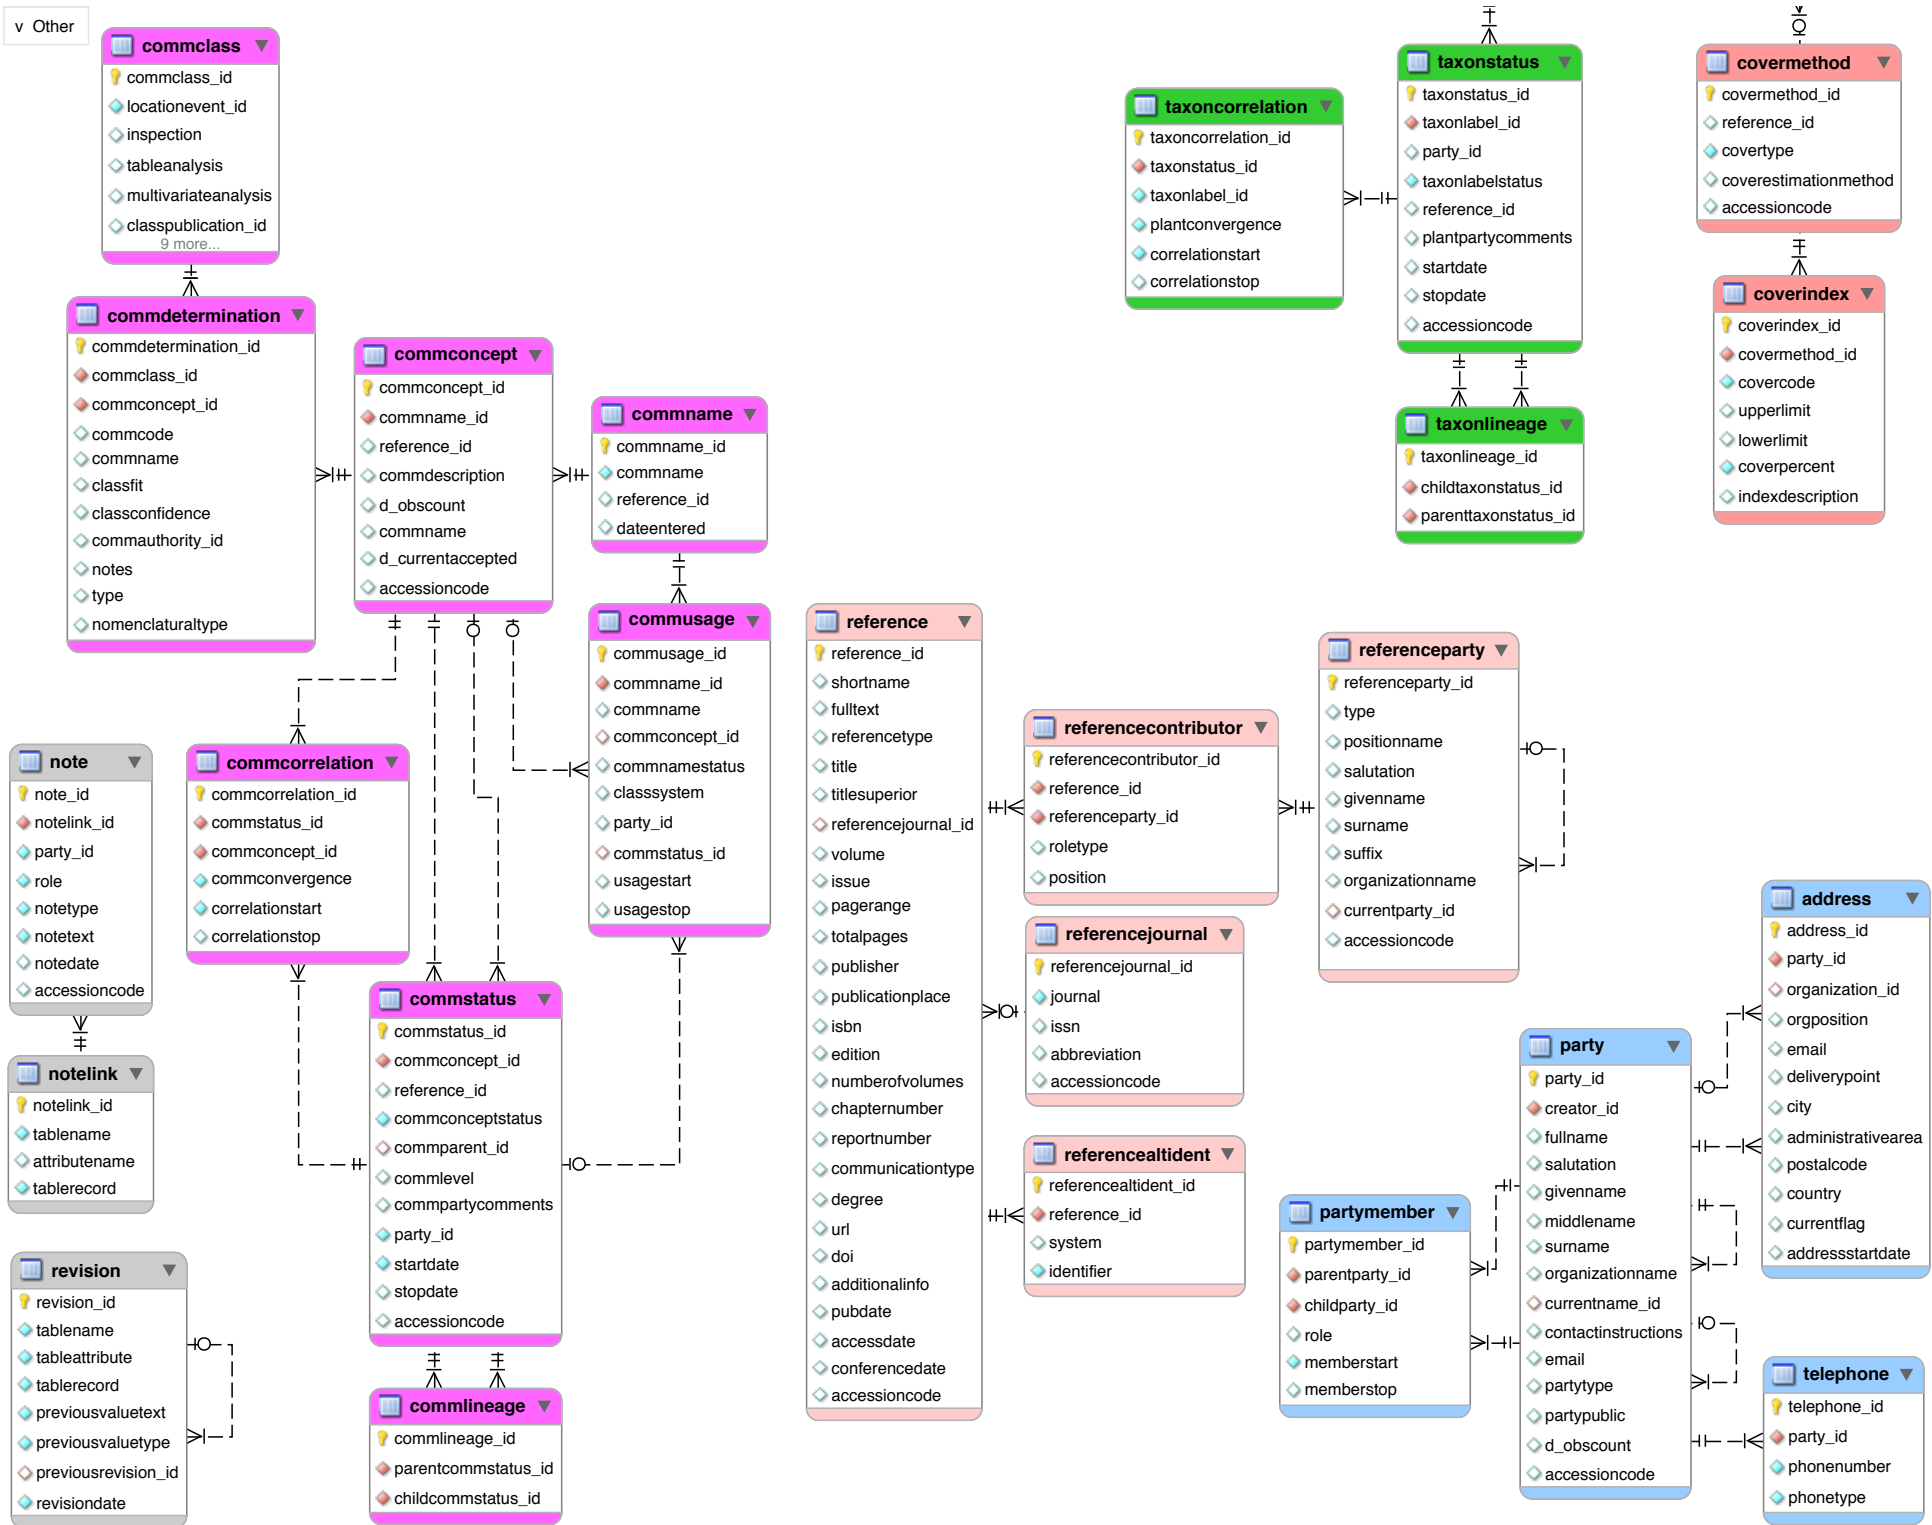 v Other
commclass
commclass_id
locationevent_id
inspection
tableanalysis
multivariateanalysis
classpublication_id
9 more...
commdetermination
commdetermination_id
commclass_id
commconcept_id
commcode
commname
classfit
classconfidence
commauthority_id
notes
type
nomenclaturaltype
commconcept
commconcept_id
commname_id
reference_id
commdescription
d_obscount
commname
d_currentaccepted
accessioncode
commname
commname_id
commname
reference_id
dateentered
commusage
commusage_id
commname_id
commname
commconcept_id
commnamestatus
classsystem
party_id
commstatus_id
usagestart
usagestop
note
note_id
notelink_id
party_id
role
notetype
notetext
notedate
accessioncode
notelink
notelink_id
tablename
attributename
tablerecord
revision
revision_id
tablename
tableattribute
tablerecord
previousvaluetext
previousvaluetype
previousrevision_id
revisiondate
commcorrelation
commcorrelation_id
commstatus_id
commconcept_id
commconvergence
correlationstart
correlationstop
commstatus
commstatus_id
commconcept_id
reference_id
commconceptstatus
commparent_id
commlevel
commpartycomments
party_id
startdate
stopdate
accessioncode
commlineage
commlineage_id
parentcommstatus_id
childcommstatus_id
taxoncorrelation
taxoncorrelation_id
taxonstatus_id
taxonlabel_id
plantconvergence
correlationstart
correlationstop
taxonstatus
taxonstatus_id
taxonlabel_id
party_id
taxonlabelstatus
reference_id
plantpartycomments
startdate
stopdate
accessioncode
taxonlineage
taxonlineage_id
childtaxonstatus_id
parenttaxonstatus_id
covermethod
covermethod_id
reference_id
covertype
coverestimationmethod
accessioncode
coverindex
coverindex_id
covermethod_id
covercode
upperlimit
lowerlimit
coverpercent
indexdescription
reference
reference_id
shortname
fulltext
referencetype
title
titlesuperior
referencejournal_id
volume
issue
pagerange
totalpages
publisher
publicationplace
isbn
edition
numberofvolumes
chapternumber
reportnumber
communicationtype
degree
url
doi
additionalinfo
pubdate
accessdate
conferencedate
accessioncode
referencecontributor
referencecontributor_id
reference_id
referenceparty_id
roletype
position
referencejournal
referencejournal_id
journal
issn
abbreviation
accessioncode
referencealtident
referencealtident_id
reference_id
system
identifier
referenceparty
referenceparty_id
type
positionname
salutation
givenname
surname
suffix
organizationname
currentparty_id
accessioncode
partymember
partymember_id
parentparty_id
childparty_id
role
memberstart
memberstop
party
party_id
creator_id
fullname
salutation
givenname
middlename
surname
organizationname
currentname_id
contactinstructions
email
partytype
partypublic
d_obscount
accessioncode
address
address_id
party_id
organization_id
orgposition
email
deliverypoint
city
administrativearea
postalcode
country
currentflag
addressstartdate
telephone
telephone_id
party_id
phonenumber
phonetype